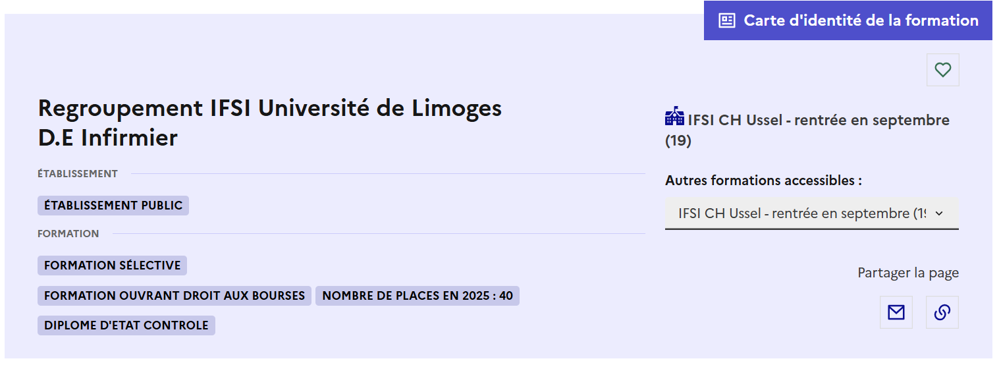 Carte d'identité de la formation
Regroupement IFSI Université de Limoges
D.E Infirmier
ÉTABLISSEMENT
ÉTABLISSEMENT PUBLIC
FORMATION
FORMATION SÉLECTIVE
FORMATION OUVRANT DROIT AUX BOURSES NOMBRE DE PLACES EN 2025 : 40
DIPLOME D'ETAT CONTROLE
IFSI CH Ussel - rentrée en septembre
(19)
Autres formations accessibles :
IFSI CH Ussel - rentrée en septembre (19
Partager la page